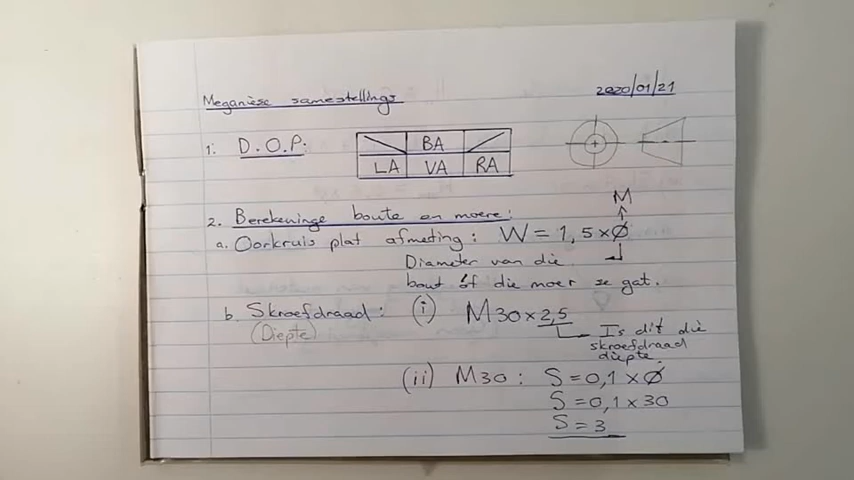 Meganiese samestellings
2020/01/21
1. D.O.P.
BA
LA VA RA
2. Berekeninge boute en moere:
M
a. Oorkruis plat afmeting: W = 1,5 × Ø
Diameter van die
bout óf die moer se gat.
b. Skroefdraad: (i) M30 × 2,5
(Diepte)
Is dit die
skroefdraad
diepte.
(ii) M30: S = 0,1 × Ø
S = 0,1 × 30
S = 3